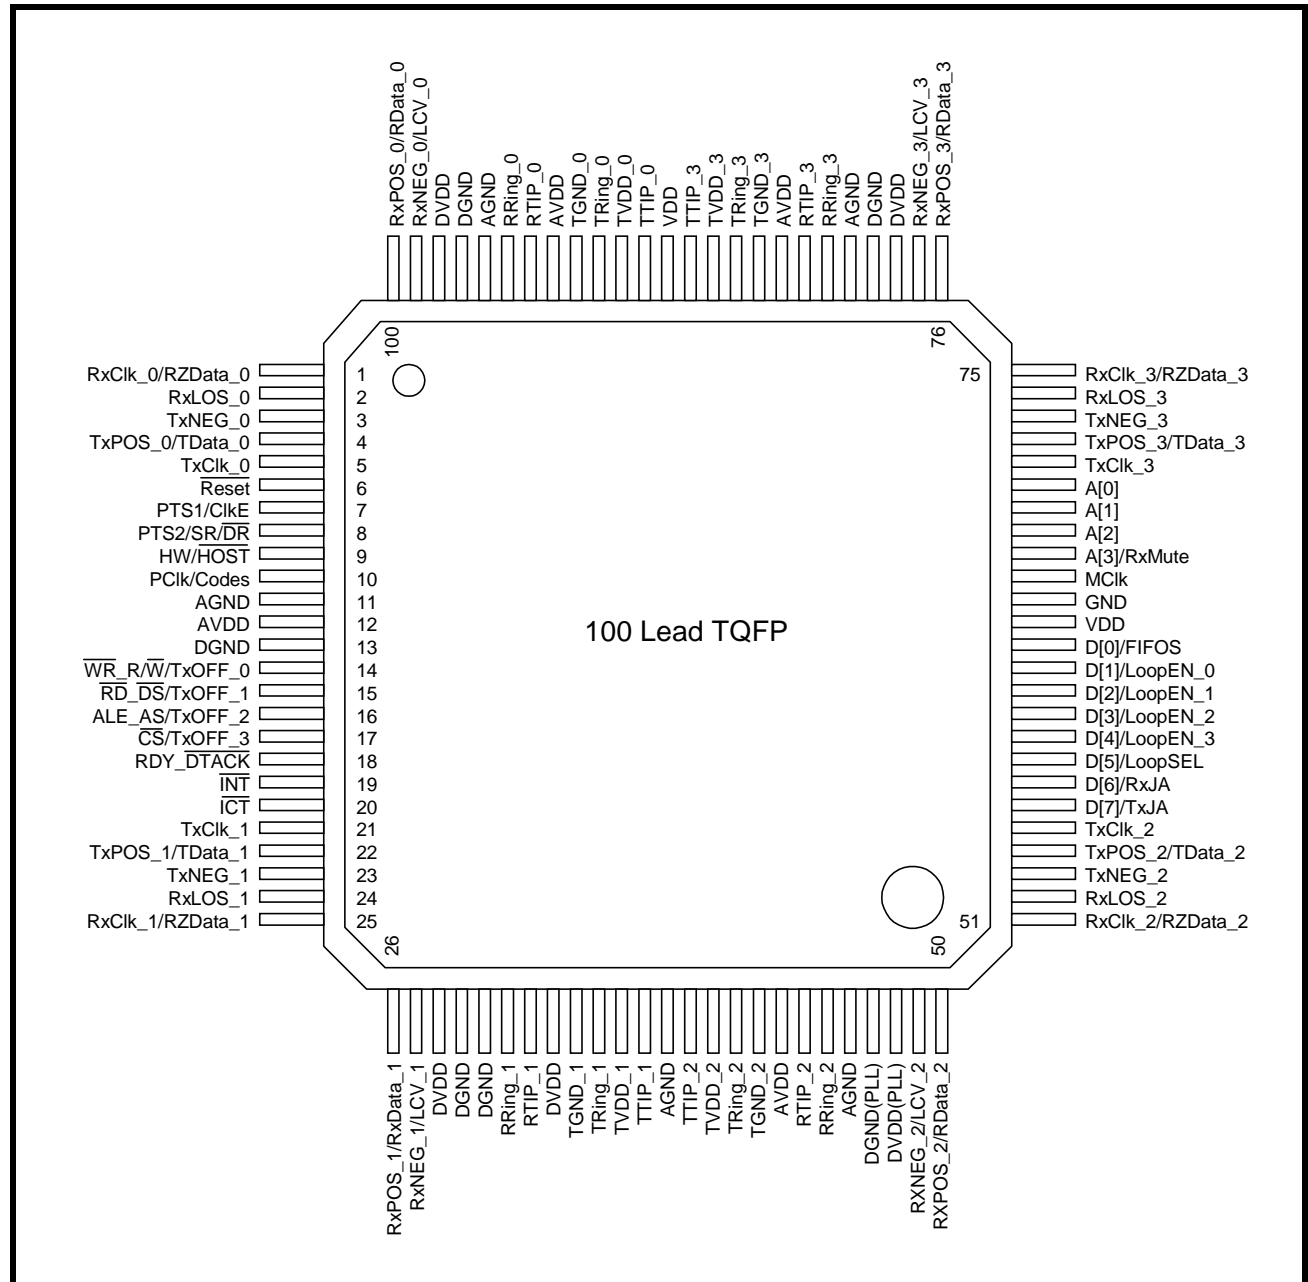 RxPOS_0/RData_0
RxNEG_0/LCV_0
DVDD
DGND
AGND
RRing_0
RTIP_0
AVDD
TGND_0
TRing_0
TVDD_0
TTIP_0
VDD
TTIP_3
TVDD_3
TRing_3
TGND_3
AVDD
RTIP_3
RRing_3
AGND
DGND
DVDD
RxNEG_3/LCV_3
RxPOS_3/RData_3
100
76
RxClk_0/RZData_0 1
RxLOS_0 2
TxNEG_0 3
TxPOS_0/TData_0 4
TxClk_0 5
Reset 6
PTS1/ClkE 7
PTS2/SR/DR 8
HW/HOST 9
PClk/Codes 10
AGND 11
AVDD 12
DGND 13
WR_R/W/TxOFF_0 14
RD_DS/TxOFF_1 15
ALE_AS/TxOFF_2 16
CS/TxOFF_3 17
RDY_DTACK 18
INT 19
ICT 20
TxClk_1 21
TxPOS_1/TData_1 22
TxNEG_1 23
RxLOS_1 24
RxClk_1/RZData_1 25
100 Lead TQFP
75 RxClk_3/RZData_3
RxLOS_3
TxNEG_3
TxPOS_3/TData_3
TxClk_3
A[0]
A[1]
A[2]
A[3]/RxMute
MClk
GND
VDD
D[0]/FIFOS
D[1]/LoopEN_0
D[2]/LoopEN_1
D[3]/LoopEN_2
D[4]/LoopEN_3
D[5]/LoopSEL
D[6]/RxJA
D[7]/TxJA
TxClk_2
TxPOS_2/TData_2
TxNEG_2
RxLOS_2
51 RxClk_2/RZData_2
26
50
RxPOS_1/RxData_1
RxNEG_1/LCV_1
DVDD
DGND
DGND
RRing_1
RTIP_1
DVDD
TGND_1
TRing_1
TVDD_1
TTIP_1
AGND
TTIP_2
TVDD_2
TRing_2
TGND_2
AVDD
RTIP_2
RRing_2
AGND
DGND(PLL)
DVDD(PLL)
RXNEG_2/LCV_2
RXPOS_2/RData_2